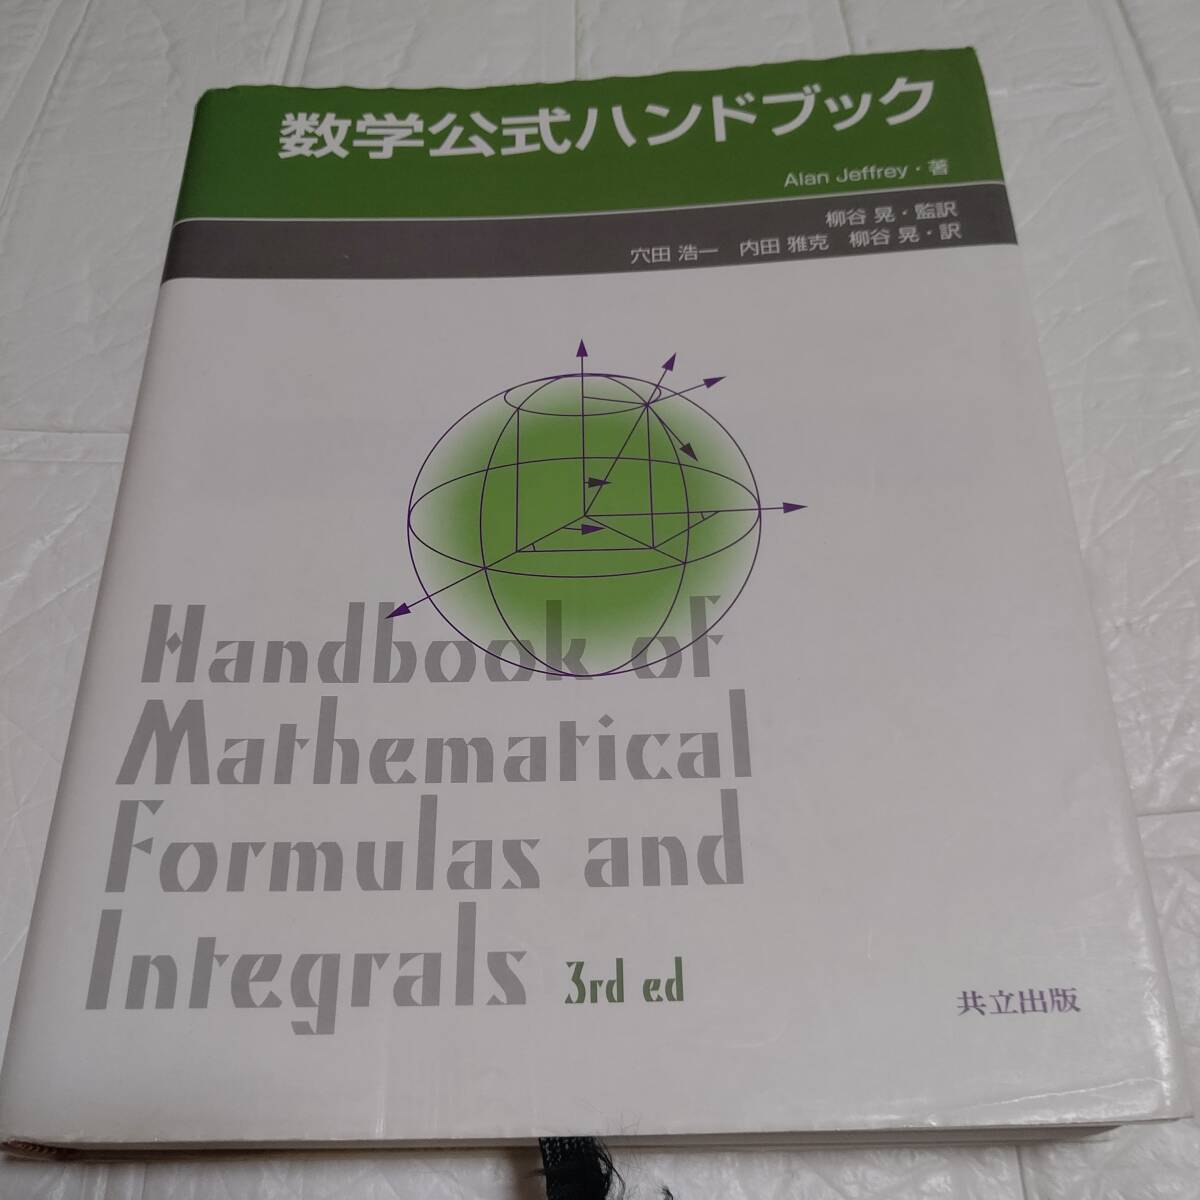 数学公式ハンドブック
Alan Jeffrey・著
柳谷 晃・監訳
穴田 浩一 内田 雅克 柳谷 晃・訳
Handbook of
Mathematical
Formulas and
Integrals 3rd ed
共立出版